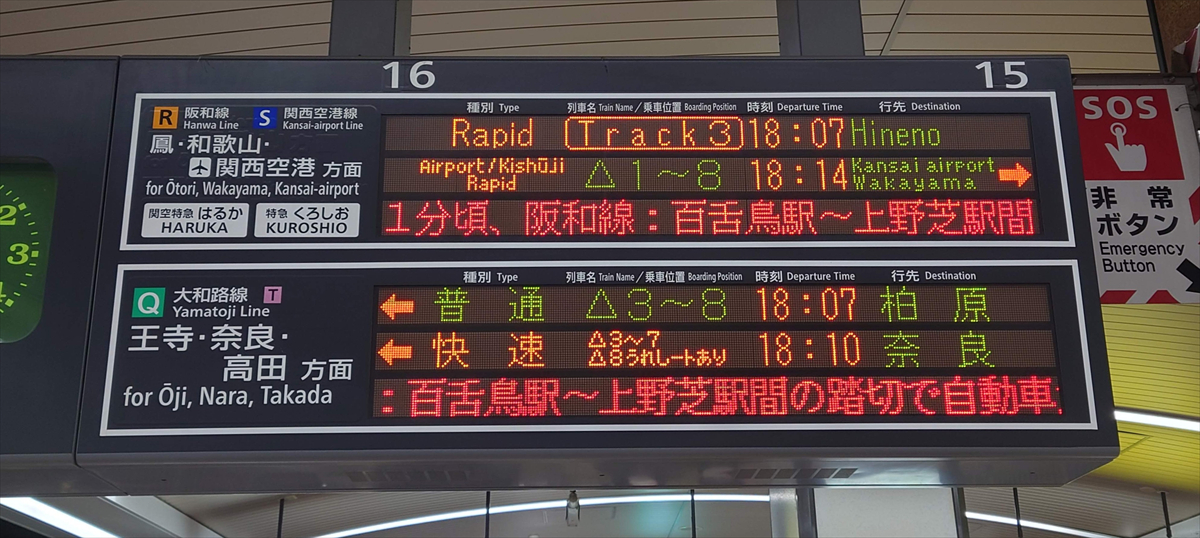 16
15
R 阪和線 Hanwa Line S 関西空港線 Kansai-airport Line
鳳・和歌山・
関西空港 方面
for Ōtori, Wakayama, Kansai-airport
関空特急 はるか HARUKA
特急 くろしお KUROSHIO
種別 Type 列車名 Train Name / 乗車位置 Boarding Position 時刻 Departure Time 行先 Destination
Rapid Track3 18:07 Hineno
Airport/Kishūji Rapid △1～8 18:14 Kansai airport Wakayama →
1分頃、阪和線：百舌鳥駅～上野芝駅間
Q 大和路線 T
Yamatoji Line
王寺・奈良・
高田 方面
for Ōji, Nara, Takada
種別 Type 列車名 Train Name / 乗車位置 Boarding Position 時刻 Departure Time 行先 Destination
← 普通 △3～8 18:07 柏原
← 快速 △3～7 △8うれしートあり 18:10 奈良
：百舌鳥駅～上野芝駅間の踏切で自動車
SOS
非常
ボタン
Emergency
Button
2
3
4